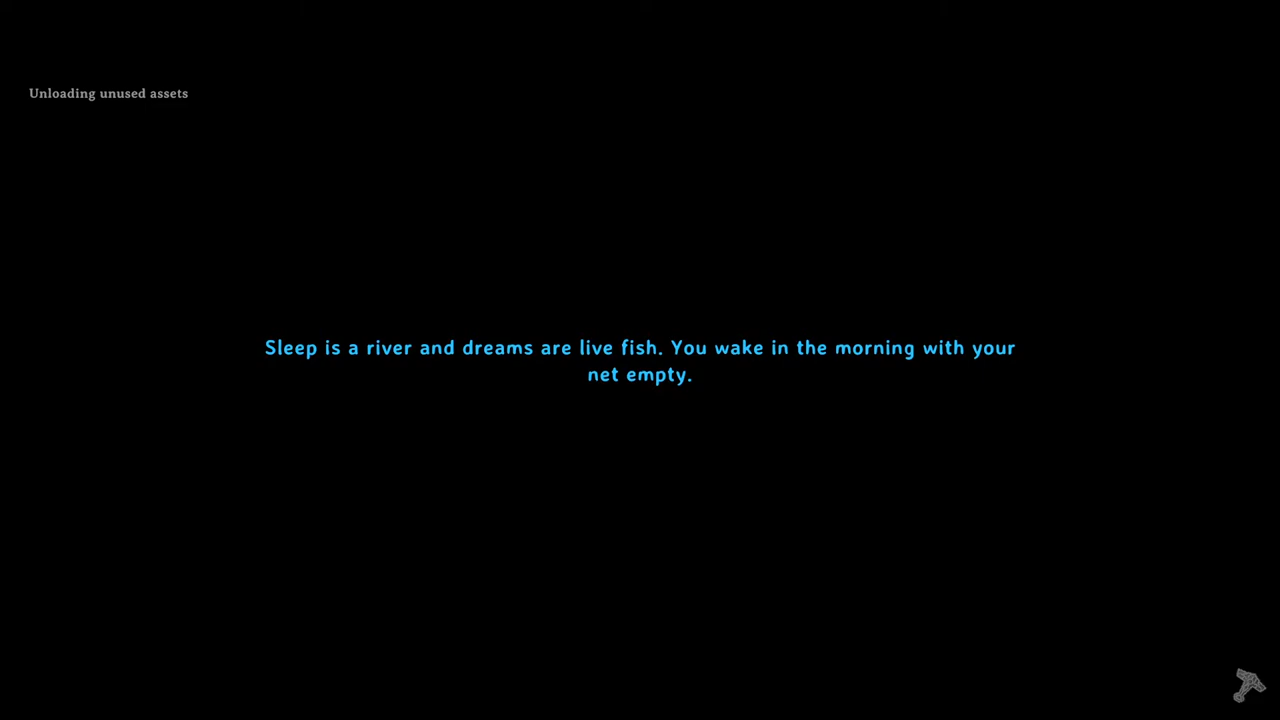 Unloading unused assets
Sleep is a river and dreams are live fish. You wake in the morning with your
net empty.